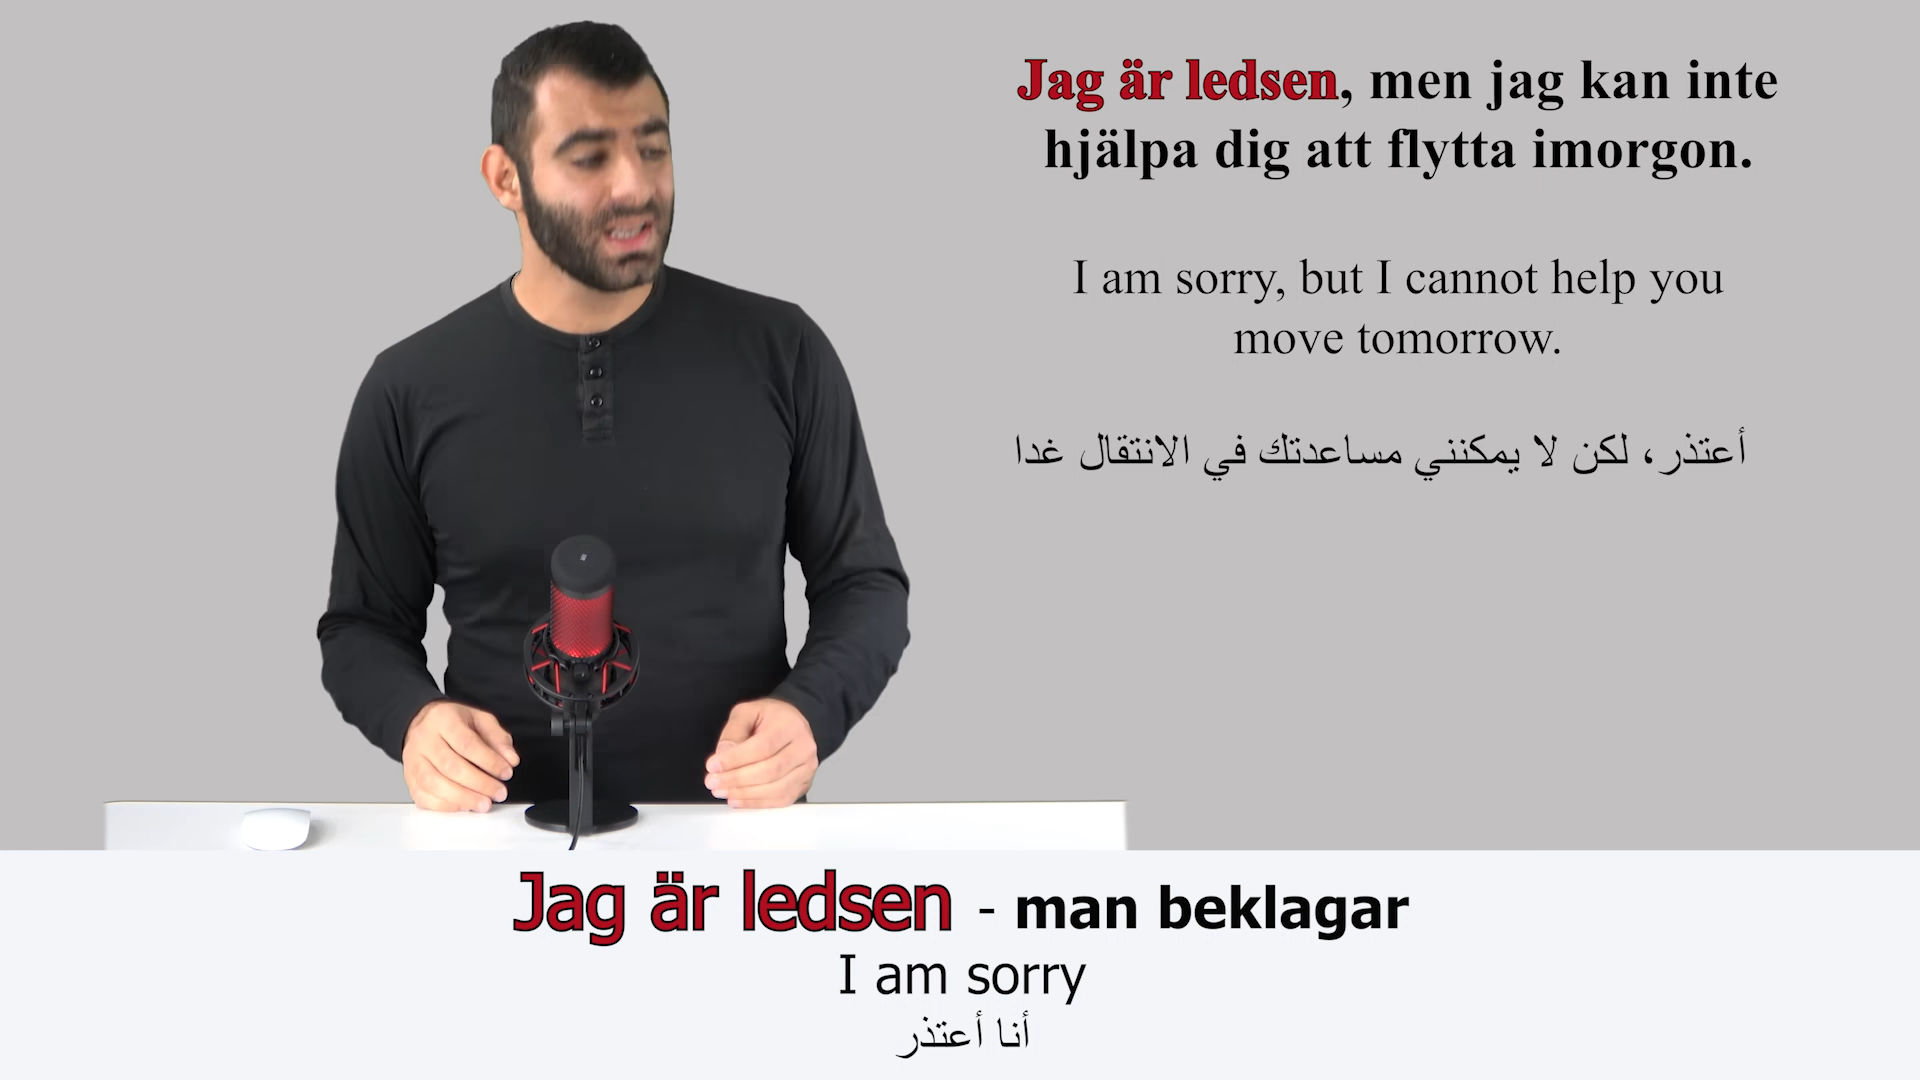 Jag är ledsen, men jag kan inte
hjälpa dig att flytta imorgon.
I am sorry, but I cannot help you
move tomorrow.
أعتذر، لكن لا يمكنني مساعدتك في الانتقال غدا
Jag är ledsen - man beklagar
I am sorry
أنا أعتذر